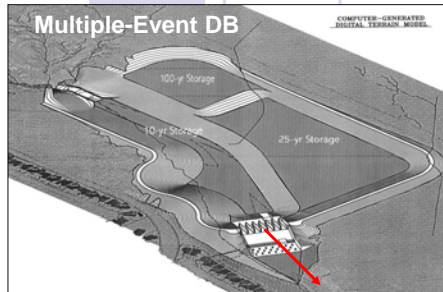 Multiple-Event DB
COMPUTER-GENERATED
DIGITAL TERRAIN MODEL
100-yr Storage
10-yr Storage
25-yr Storage